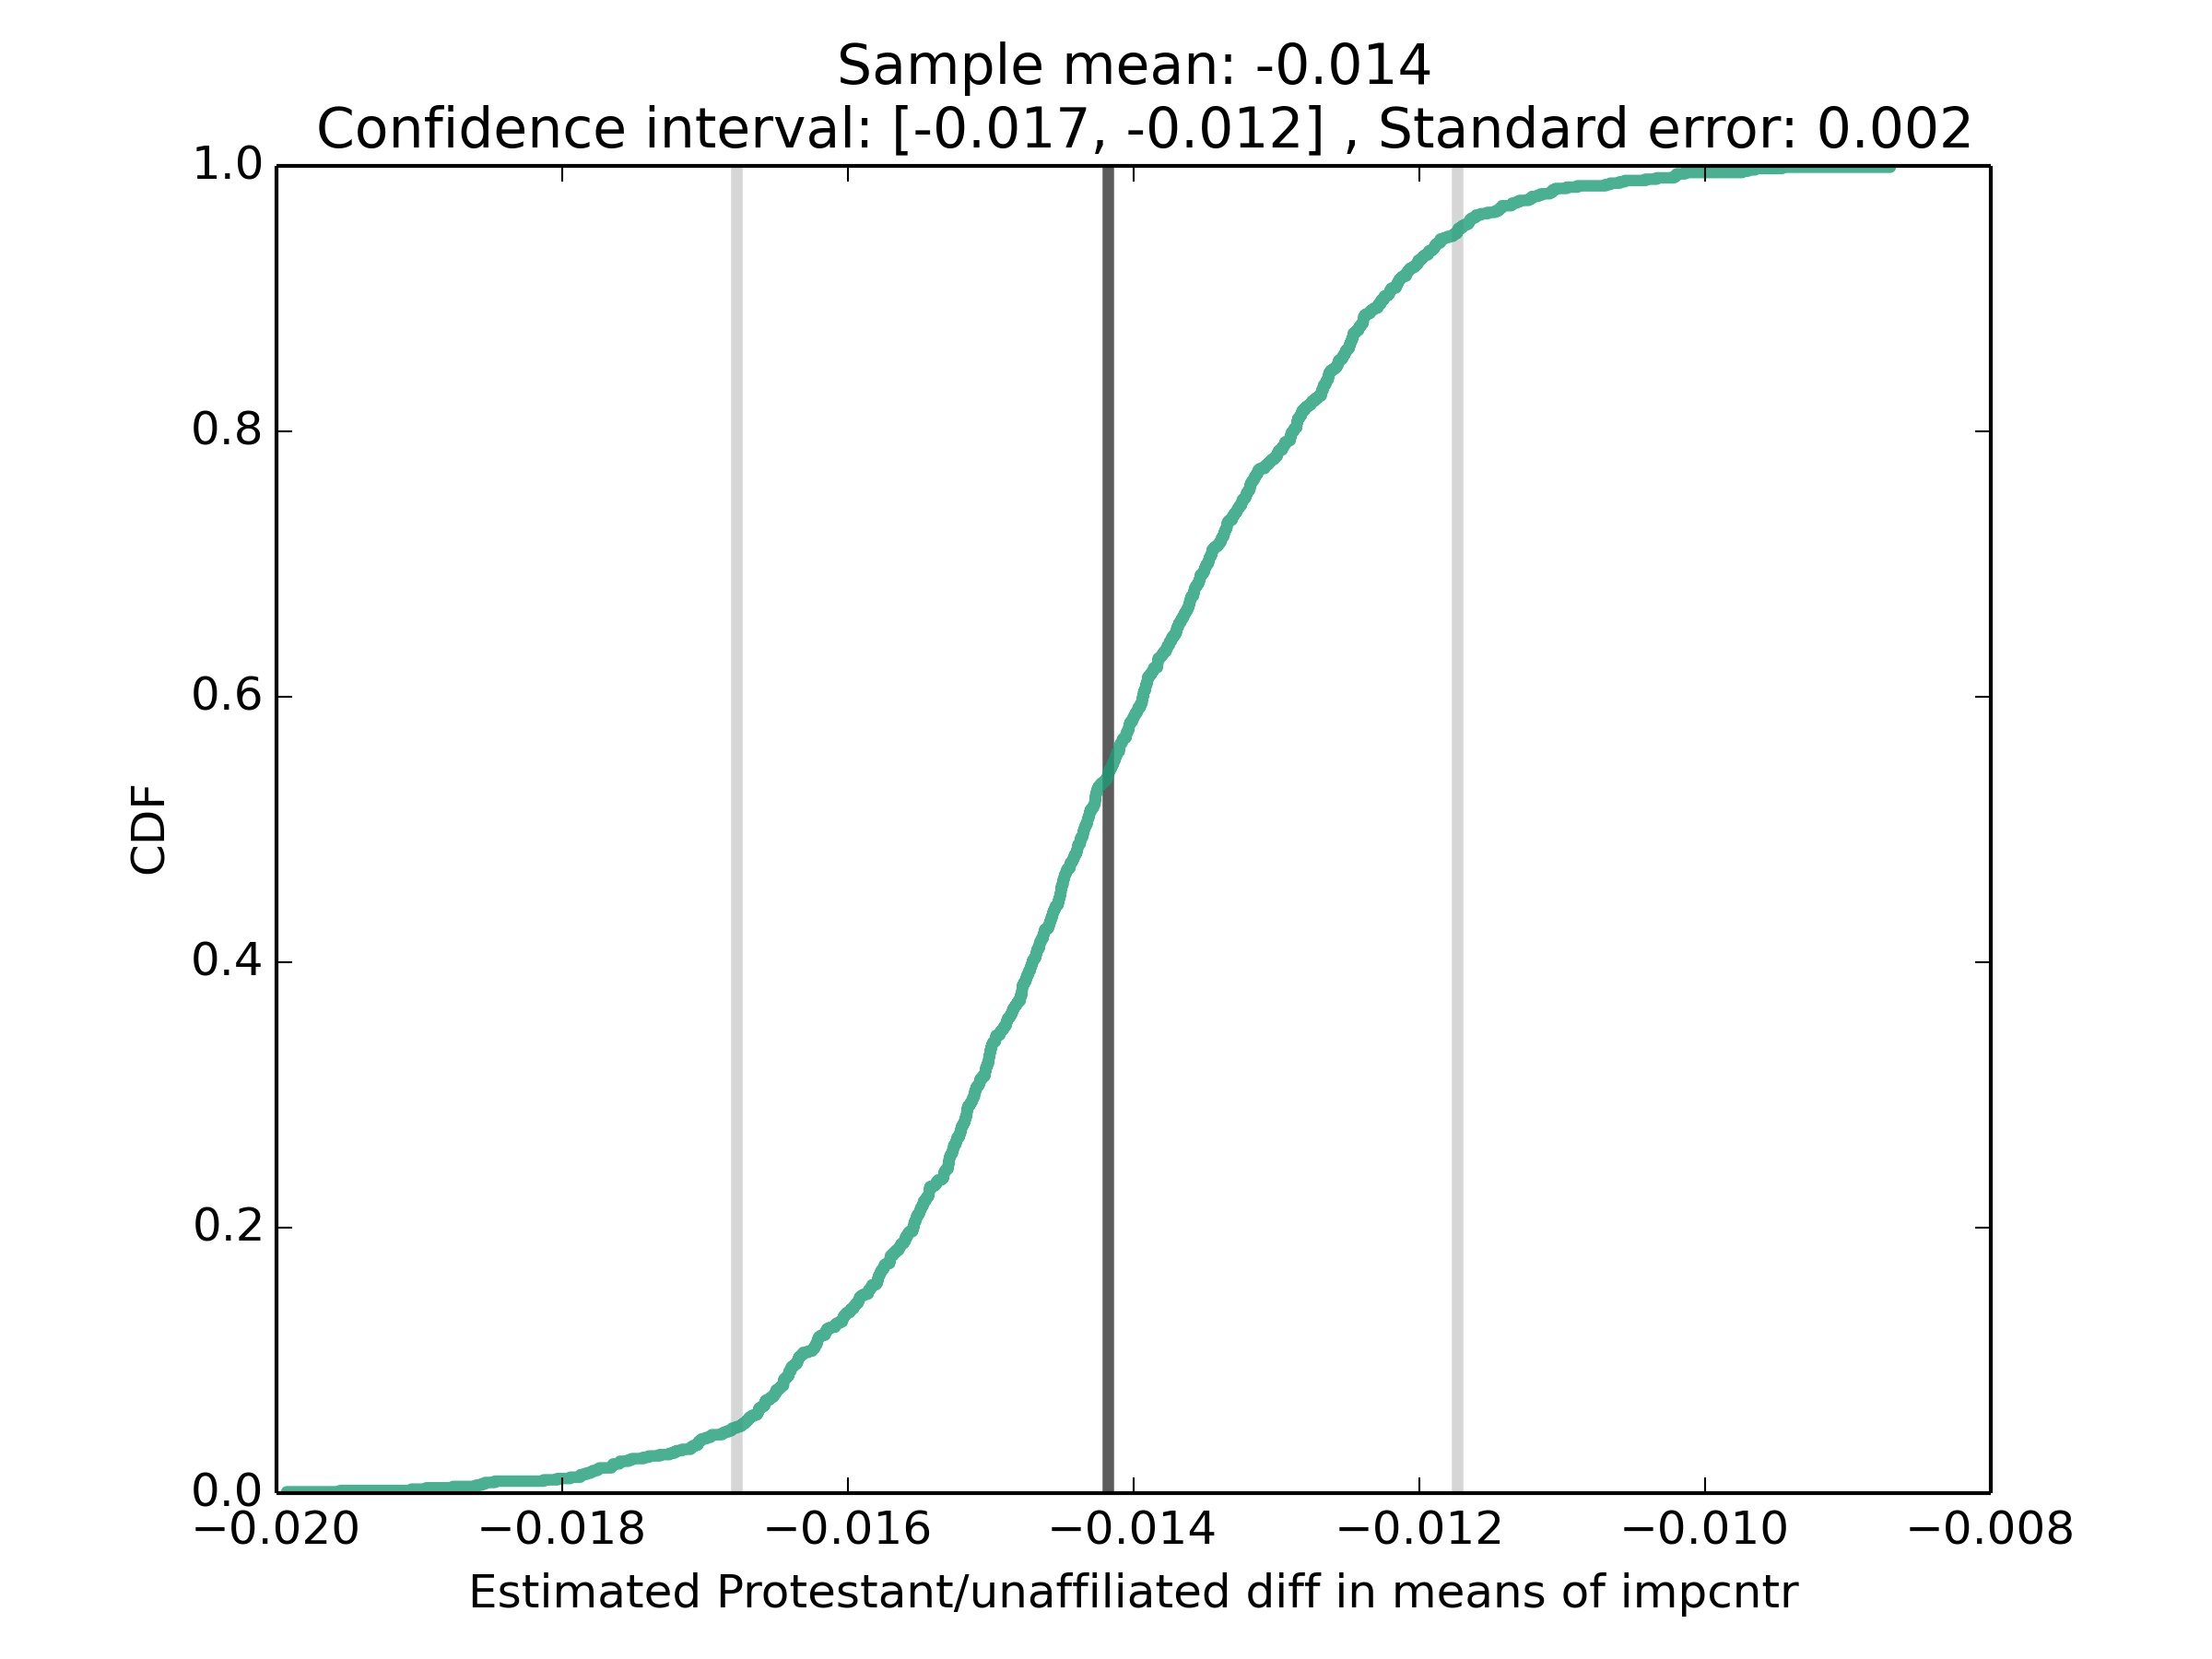 Sample mean: -0.014
Confidence interval: [-0.017, -0.012] , Standard error: 0.002
1.0
0.8
0.6
0.4
0.2
0.0
CDF
−0.020 −0.018 −0.016 −0.014 −0.012 −0.010 −0.008
Estimated Protestant/unaffiliated diff in means of impcntr